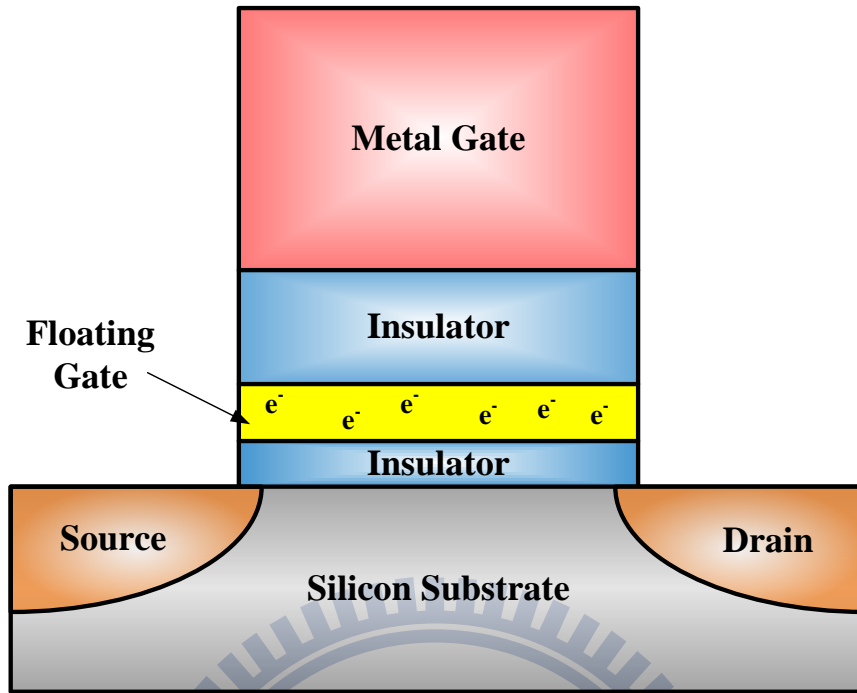 Metal Gate
Insulator
Floating
Gate
e⁻ e⁻ e⁻ e⁻ e⁻ e⁻
Insulator
Source
Drain
Silicon Substrate